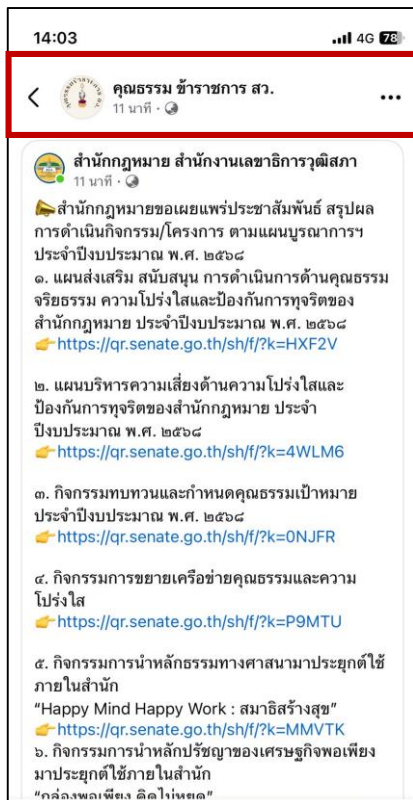 14:03
4G 78
คุณธรรม ข้าราชการ สว.
11 นาที ·
สำนักกฎหมาย สำนักงานเลขาธิการวุฒิสภา
11 นาที ·
📣สำนักกฎหมายขอเผยแพร่ประชาสัมพันธ์ สรุปผล
การดำเนินกิจกรรม/โครงการ ตามแผนบูรณาการฯ
ประจำปีงบประมาณ พ.ศ. ๒๕๖๘
๑. แผนส่งเสริม สนับสนุน การดำเนินการด้านคุณธรรม
จริยธรรม ความโปร่งใสและป้องกันการทุจริตของ
สำนักกฎหมาย ประจำปีงบประมาณ พ.ศ. ๒๕๖๘
👉https://qr.senate.go.th/sh/f/?k=HXF2V
๒. แผนบริหารความเสี่ยงด้านความโปร่งใสและ
ป้องกันการทุจริตของสำนักกฎหมาย ประจำ
ปีงบประมาณ พ.ศ. ๒๕๖๘
👉https://qr.senate.go.th/sh/f/?k=4WLM6
๓. กิจกรรมทบทวนและกำหนดคุณธรรมเป้าหมาย
ประจำปีงบประมาณ พ.ศ. ๒๕๖๘
👉https://qr.senate.go.th/sh/f/?k=0NJFR
๔. กิจกรรมการขยายเครือข่ายคุณธรรมและความ
โปร่งใส
👉https://qr.senate.go.th/sh/f/?k=P9MTU
๕. กิจกรรมการนำหลักธรรมทางศาสนามาประยุกต์ใช้
ภายในสำนัก
“Happy Mind Happy Work : สมาธิสร้างสุข”
👉https://qr.senate.go.th/sh/f/?k=MMVTK
๖. กิจกรรมการนำหลักปรัชญาของเศรษฐกิจพอเพียง
มาประยุกต์ใช้ภายในสำนัก
“กล่องพอเพียง คิดไม่หยุด”